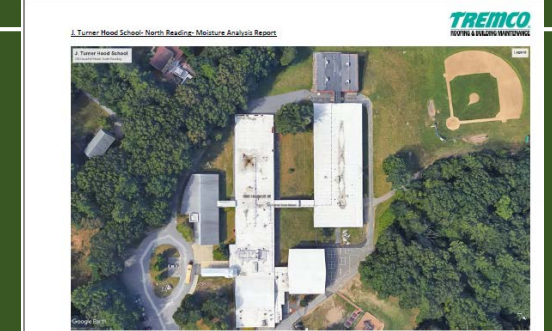 J. Turner Hood School- North Reading- Moisture Analysis Report
TREMCO
ROOFING & BUILDING MAINTENANCE
J. Turner Hood School
Legend
Google Earth